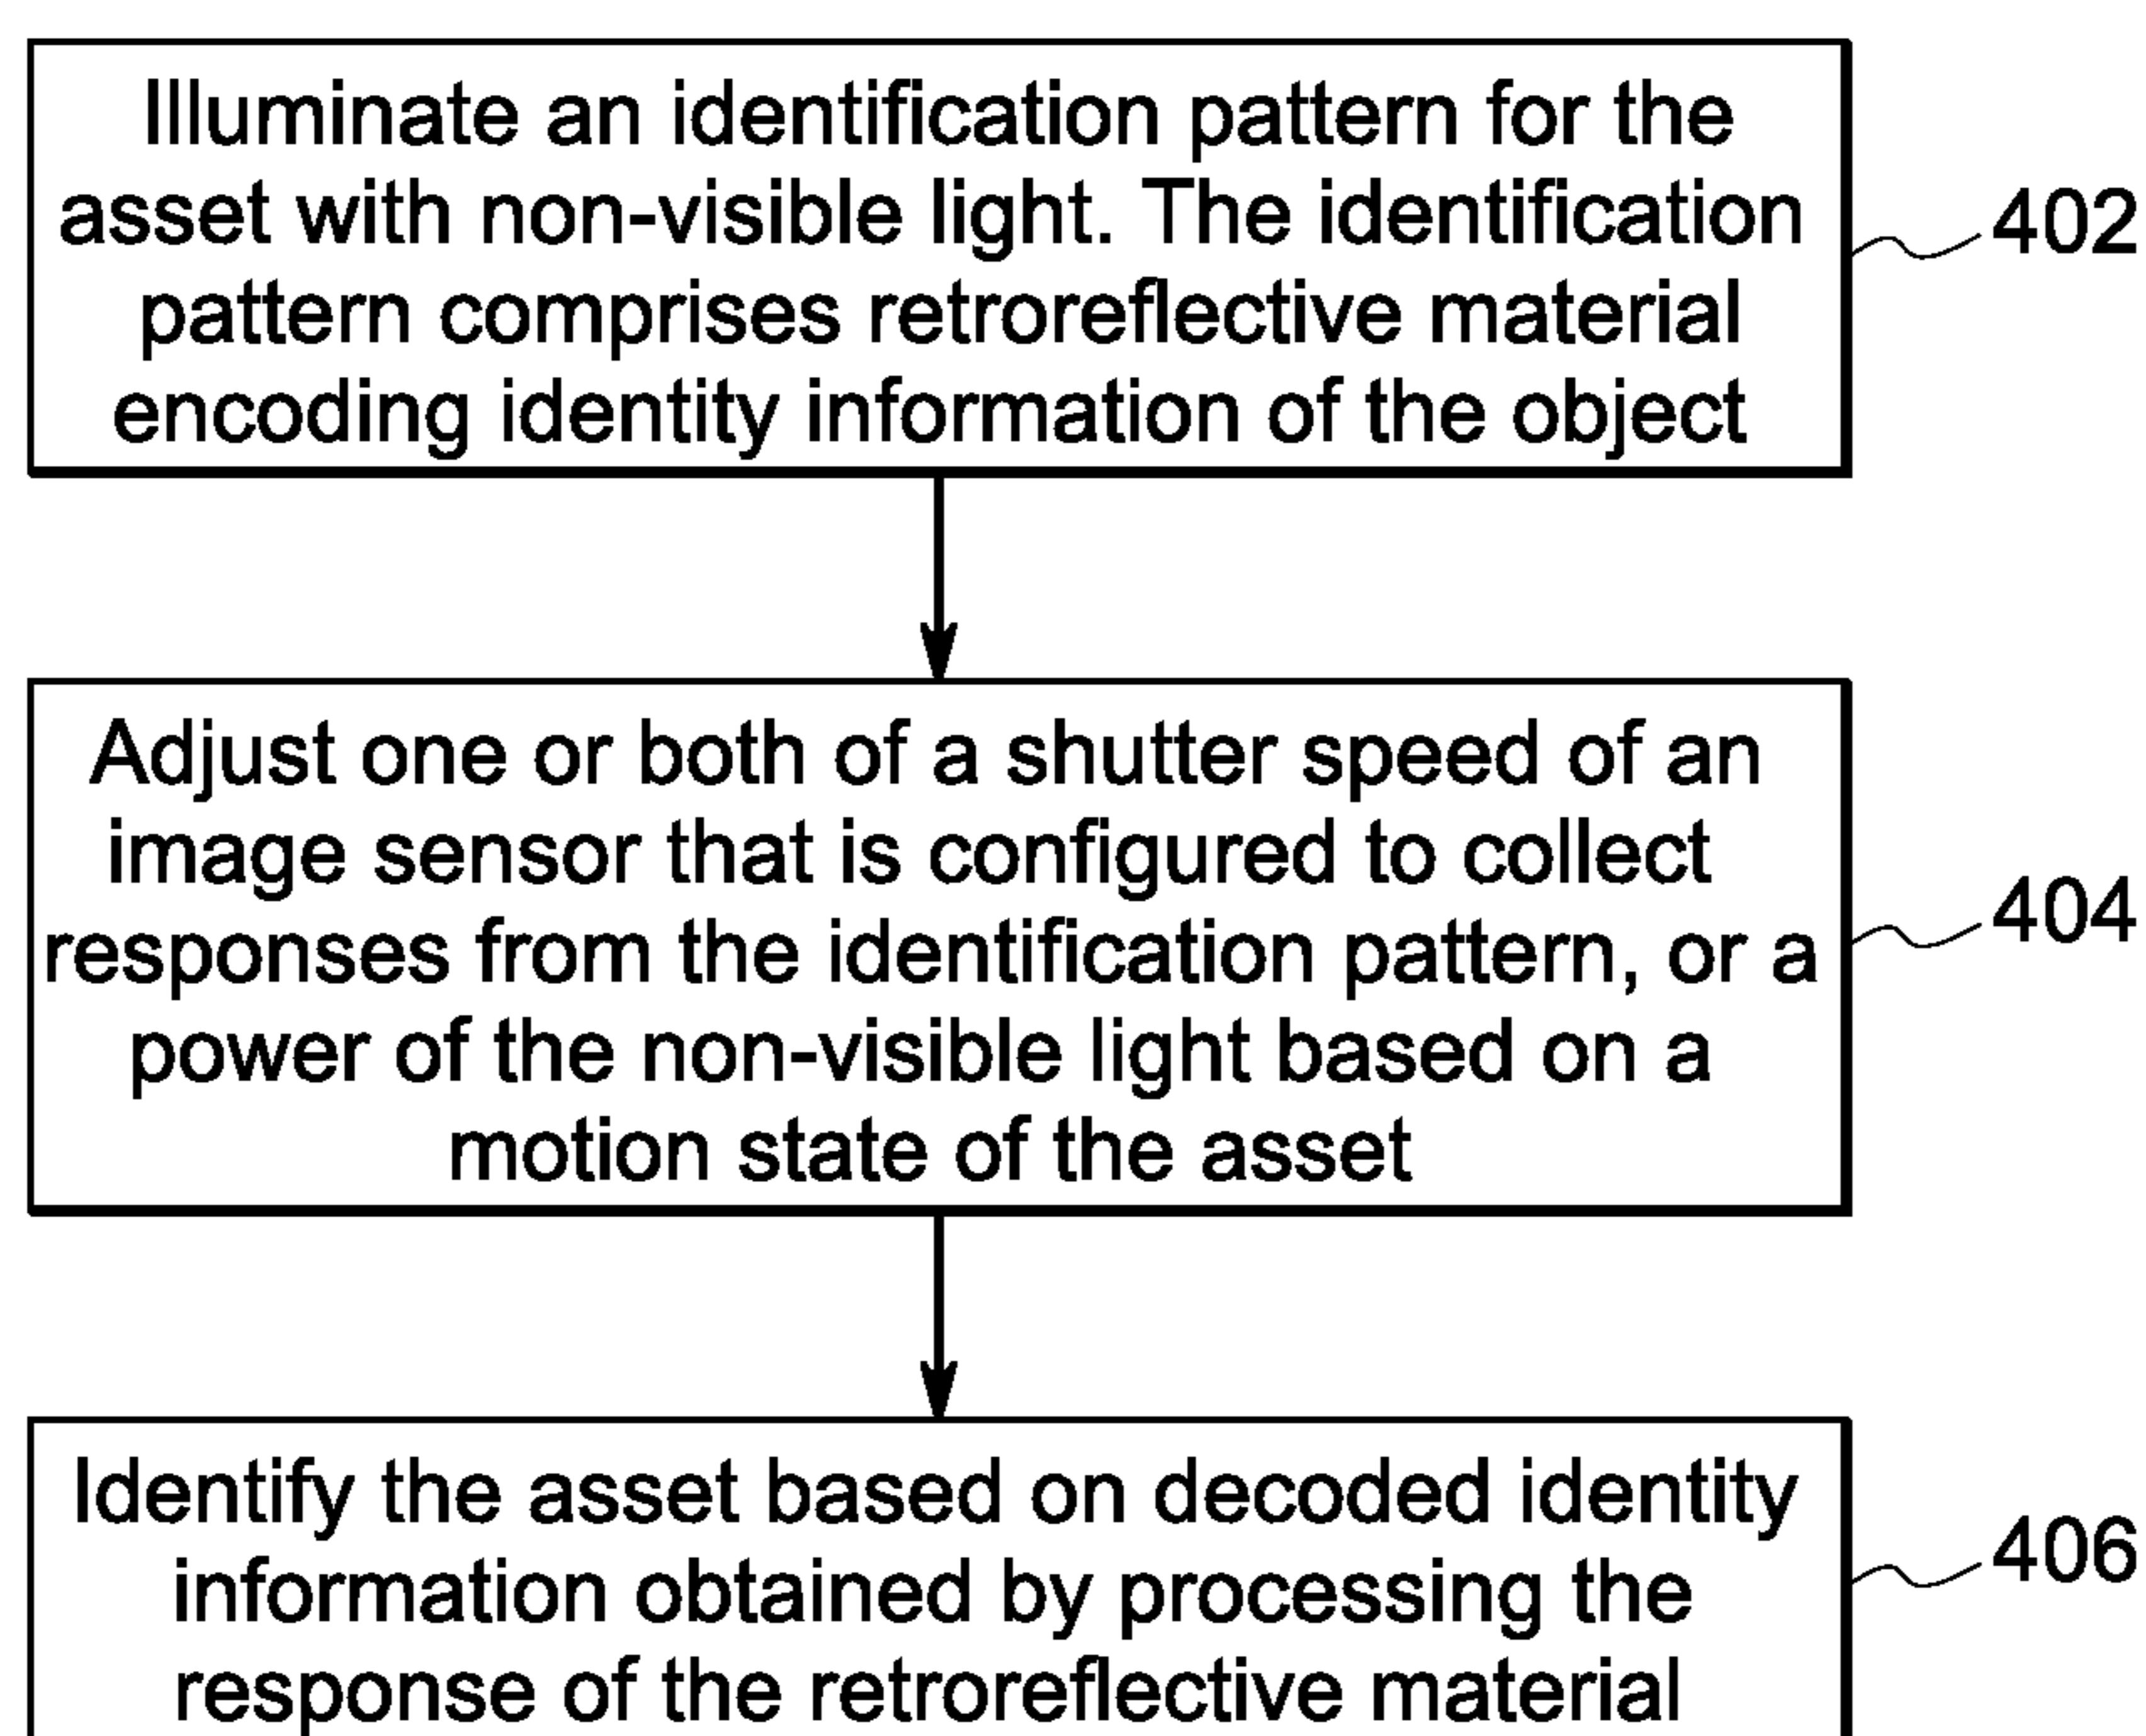 Illuminate an identification pattern for the
asset with non-visible light. The identification
pattern comprises retroreflective material
encoding identity information of the object
402
Adjust one or both of a shutter speed of an
image sensor that is configured to collect
responses from the identification pattern, or a
power of the non-visible light based on a
motion state of the asset
404
Identify the asset based on decoded identity
information obtained by processing the
response of the retroreflective material
406